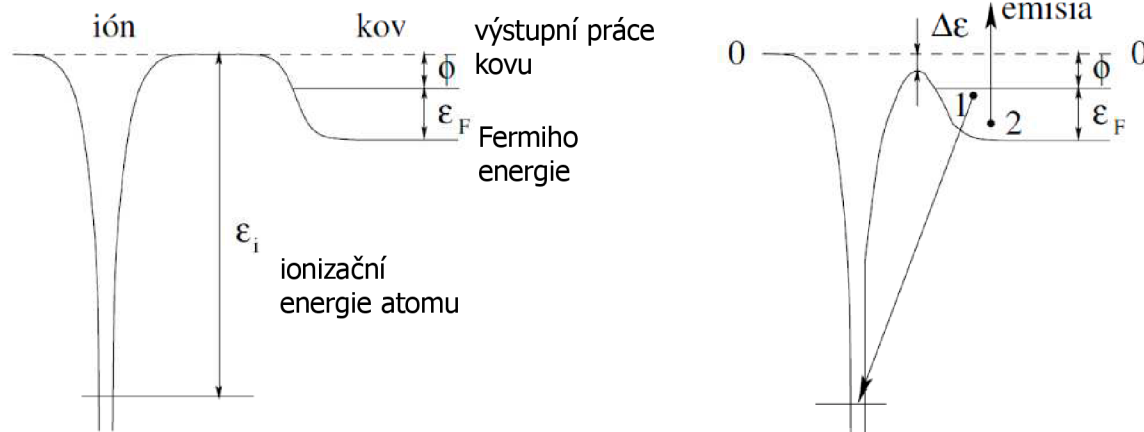 ión
kov
výstupní práce
kovu
ϕ
ε_F
Fermiho
energie
ε_i
ionizační
energie atomu
emisia
Δε
0
0
ϕ
1
2
ε_F